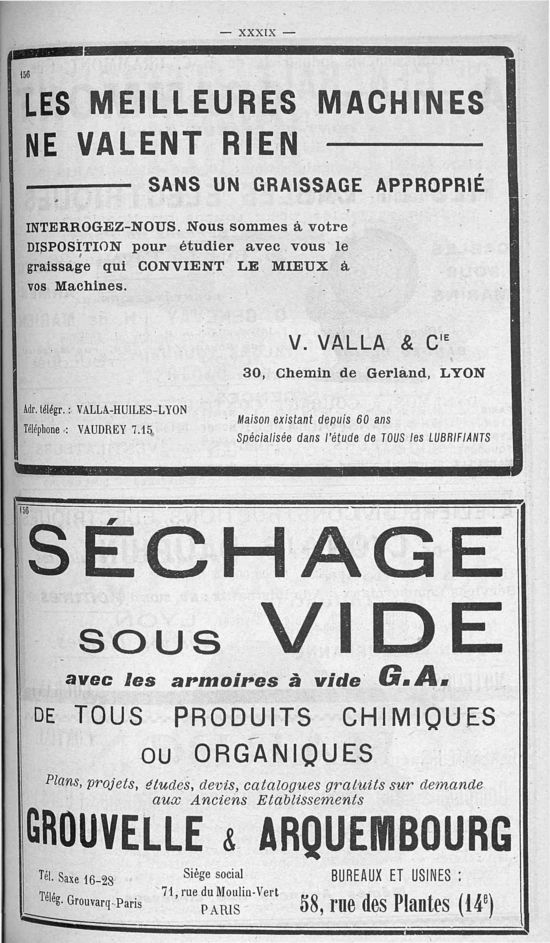 — XXXIX —
156
LES MEILLEURES MACHINES
NE VALENT RIEN
SANS UN GRAISSAGE APPROPRIÉ
INTERROGEZ-NOUS. Nous sommes à votre
DISPOSITION pour étudier avec vous le
graissage qui CONVIENT LE MIEUX à
vos Machines.
V. VALLA & CIE
30, Chemin de Gerland, LYON
Adr. télégr. : VALLA-HUILES-LYON
Téléphone : VAUDREY 7.15
Maison existant depuis 60 ans
Spécialisée dans l'étude de TOUS les LUBRIFIANTS
156
SÉCHAGE
SOUS VIDE
avec les armoires à vide G.A.
DE TOUS PRODUITS CHIMIQUES
OU ORGANIQUES
Plans, projets, études, devis, catalogues gratuits sur demande
aux Anciens Etablissements
GROUVELLE & ARQUEMBOURG
Tél. Saxe 16-28
Télég. Grouvarq-Paris
Siège social
71, rue du Moulin-Vert
PARIS
BUREAUX ET USINES :
58, rue des Plantes (14e)